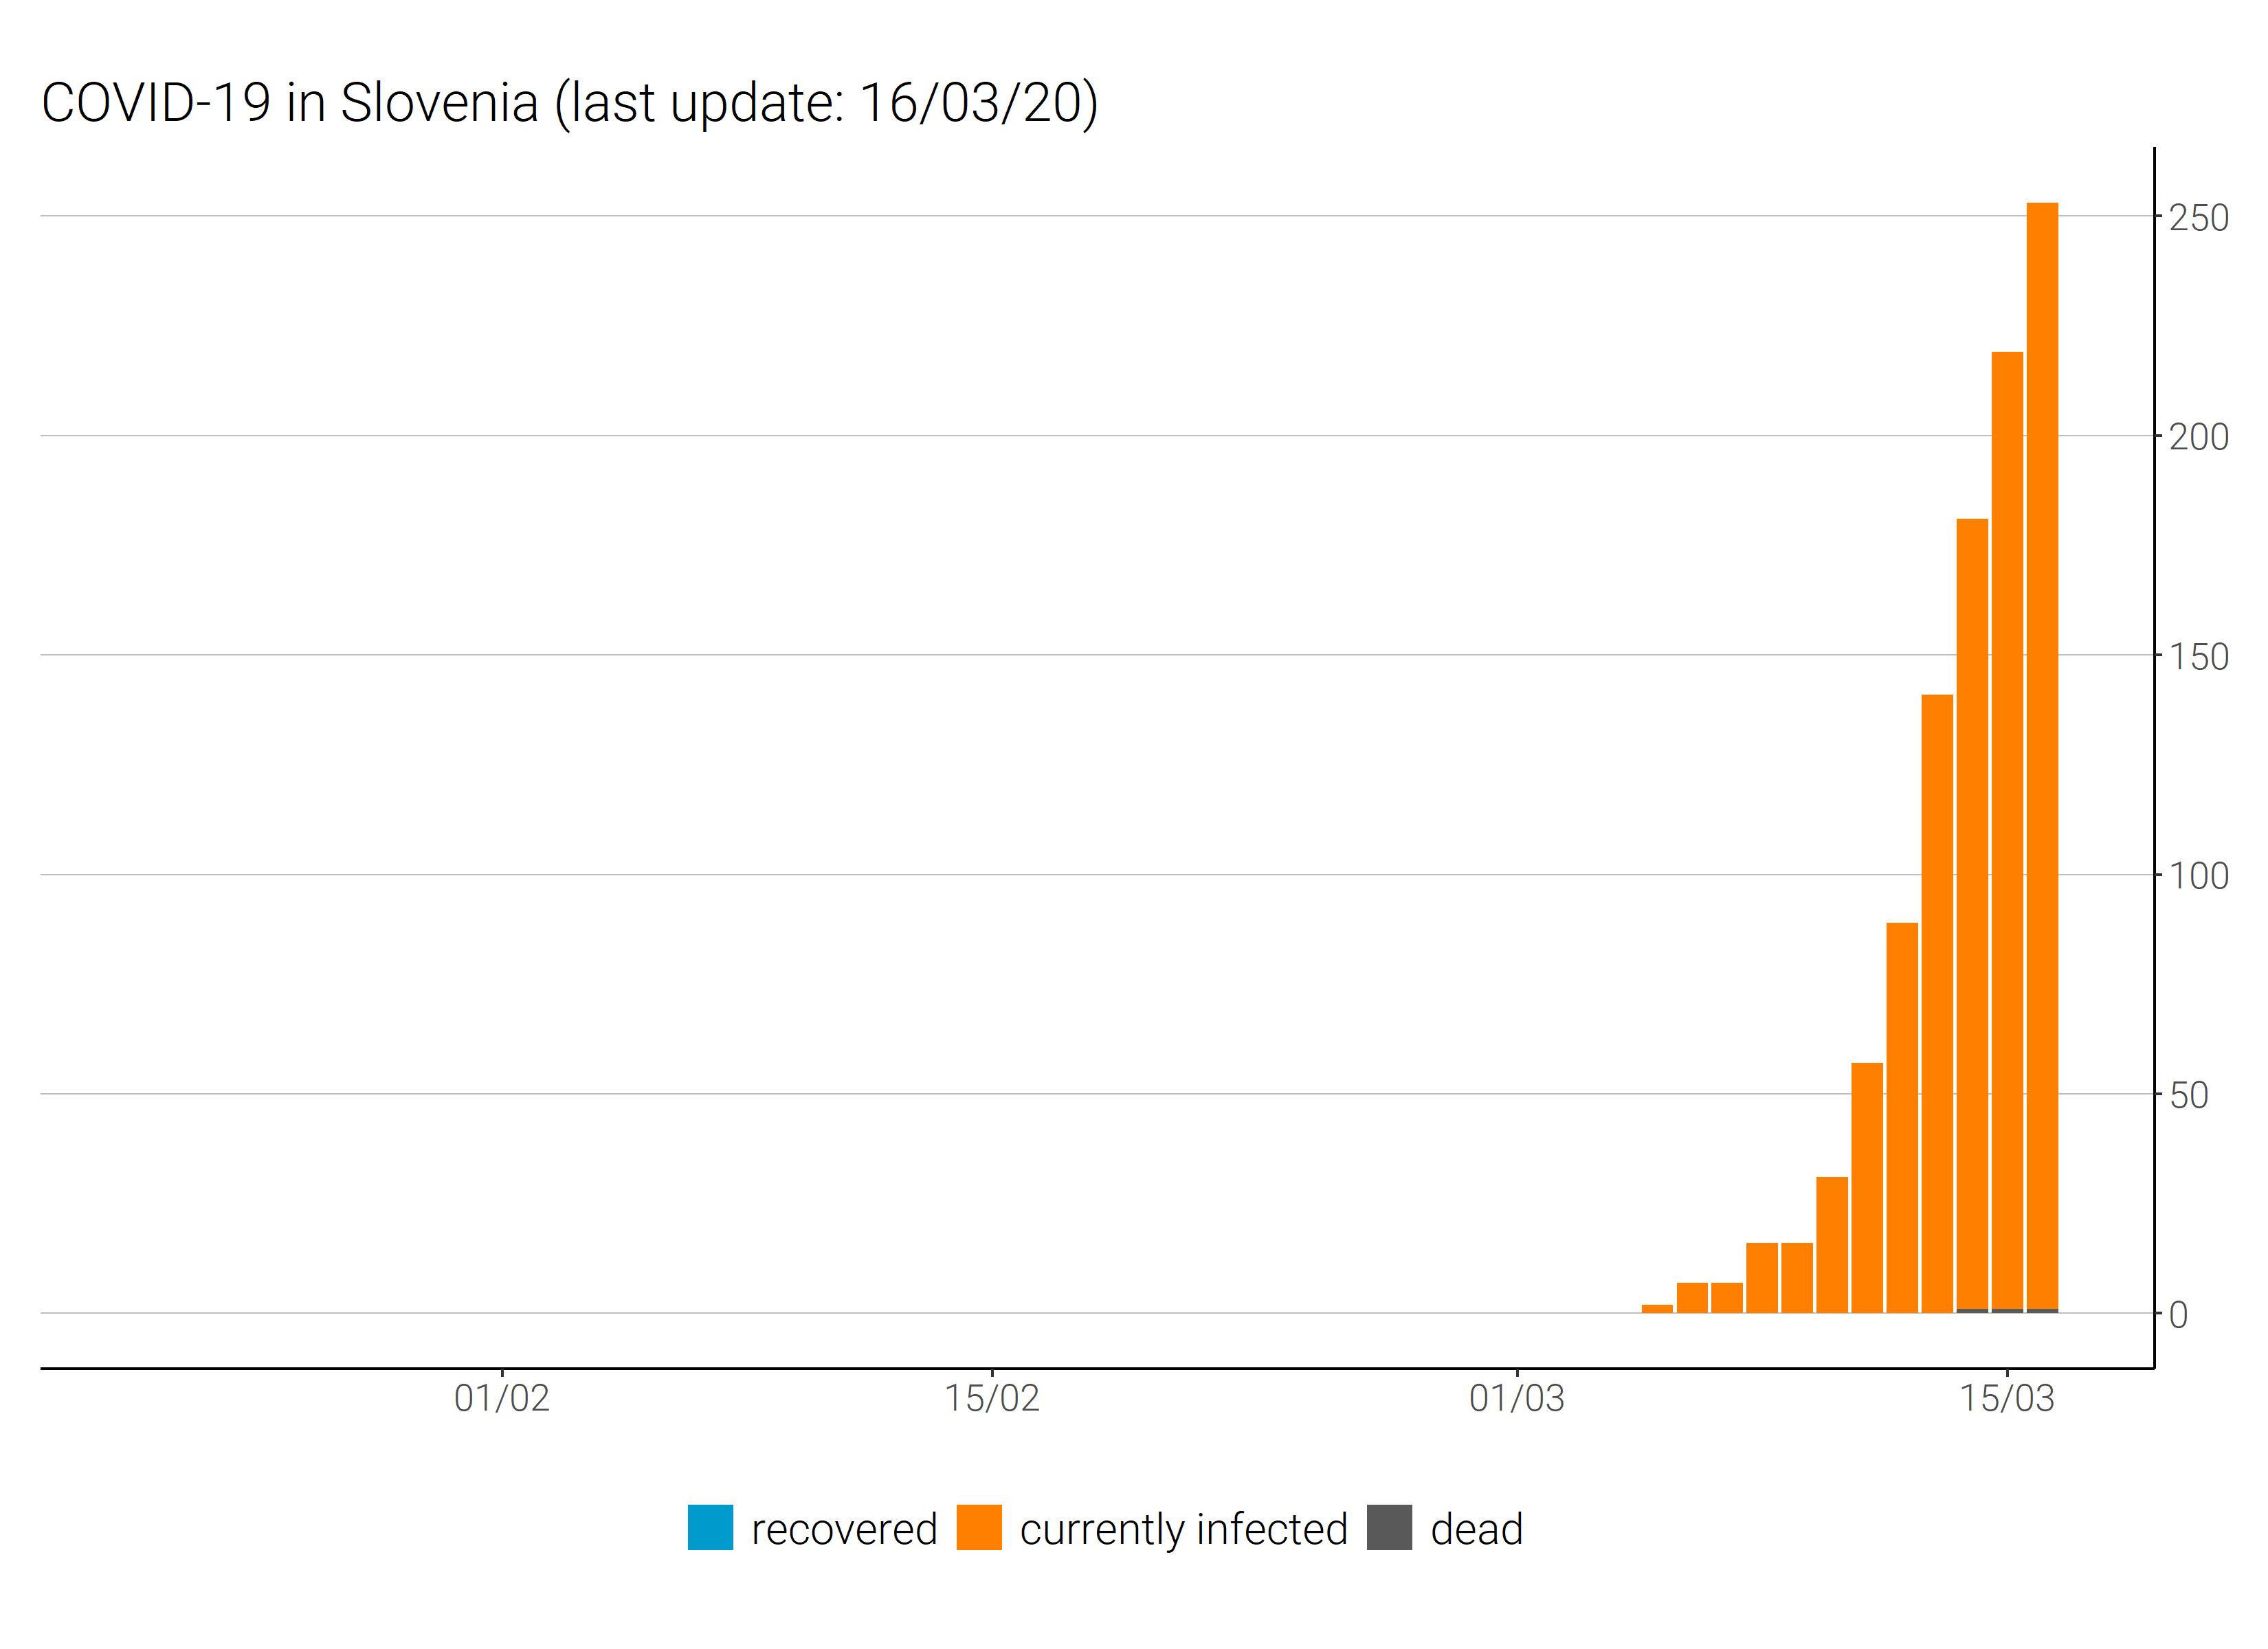 COVID-19 in Slovenia (last update: 16/03/20)
250
200
150
100
50
0
01/02 15/02 01/03 15/03
recovered currently infected dead